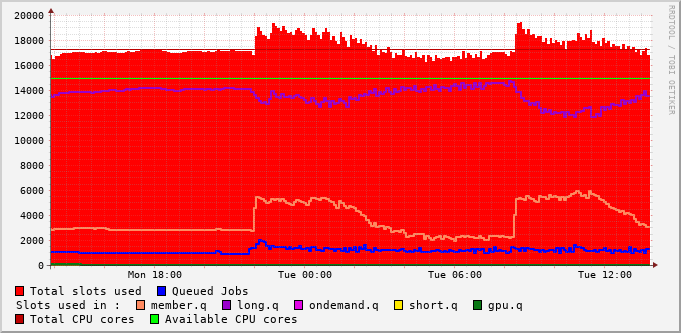 20000
18000
16000
14000
12000
10000
8000
6000
4000
2000
0
Mon 18:00 Tue 00:00 Tue 06:00 Tue 12:00
RRDTOOL / TOBI OETIKER
Total slots used Queued Jobs
Slots used in : member.q long.q ondemand.q short.q gpu.q
Total CPU cores Available CPU cores